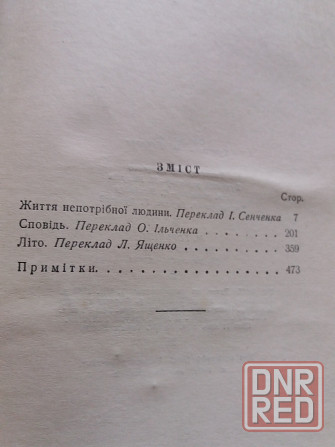 ЗМІСТ
Стор.
Життя непотрібної людини. Переклад І. Сенченка 7
Сповідь. Переклад О. Ільченка . . . . . . . . 201
Літо. Переклад Л. Ященко . . . . . . . . . . 359
Примітки. . . . . . . . . . . . . . . . . . 473
DNR
RED